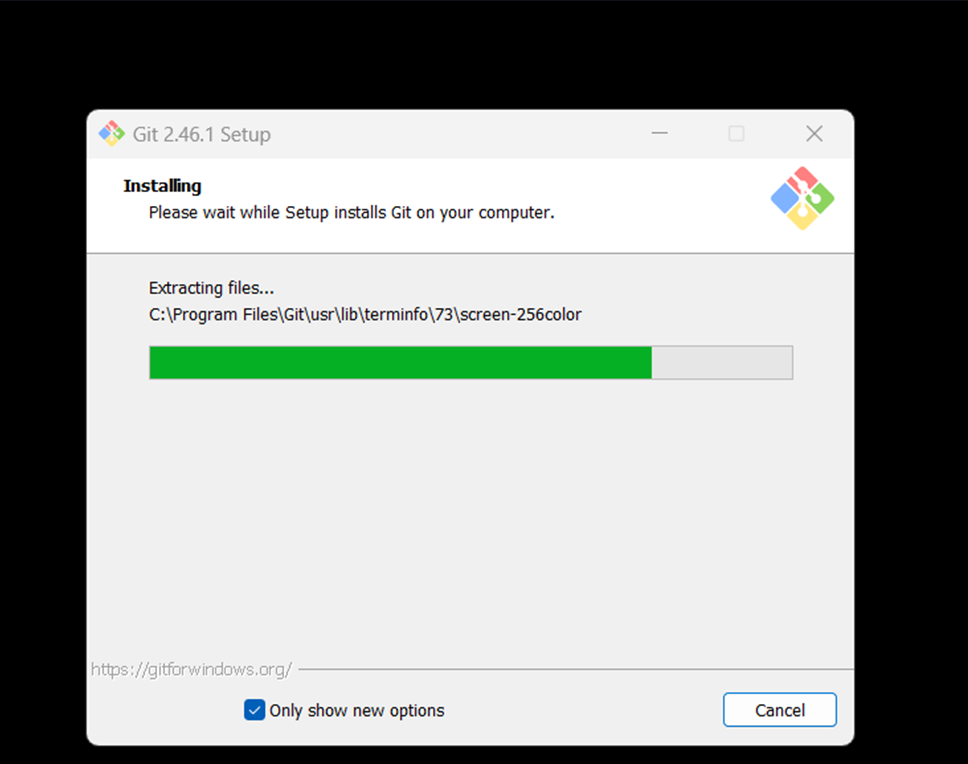 Git 2.46.1 Setup
Installing
Please wait while Setup installs Git on your computer.
Extracting files...
C:\Program Files\Git\usr\lib\terminfo\73\screen-256color
https://gitforwindows.org/
Only show new options
Cancel